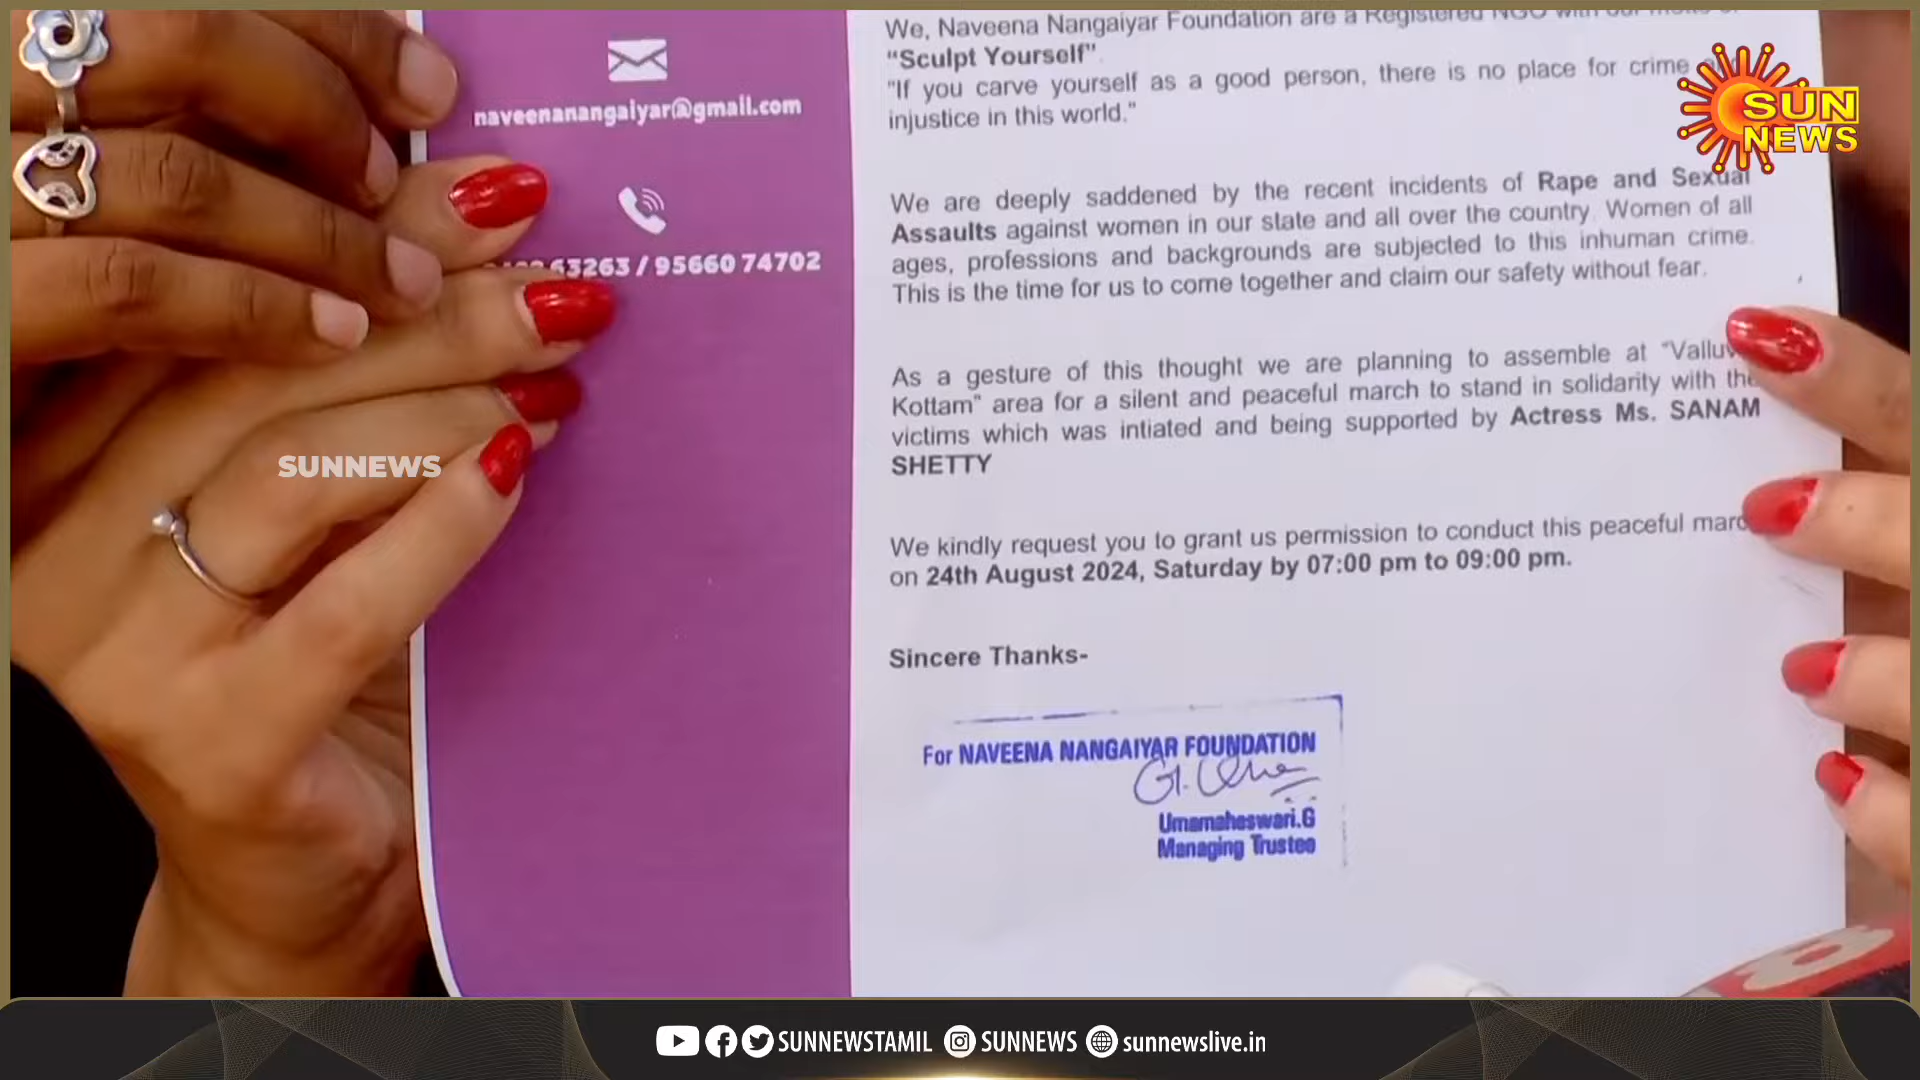 We, Naveena Nangaiyar Foundation are a Registered NGO with our motto
“Sculpt Yourself”
"If you carve yourself as a good person, there is no place for crime
injustice in this world."
SUN
NEWS
naveenanangaiyar@gmail.com
63263 / 95660 74702
We are deeply saddened by the recent incidents of Rape and Sexual
Assaults against women in our state and all over the country. Women of all
ages, professions and backgrounds are subjected to this inhuman crime.
This is the time for us to come together and claim our safety without fear.
As a gesture of this thought we are planning to assemble at "Valluv
Kottam" area for a silent and peaceful march to stand in solidarity with the
victims which was intiated and being supported by Actress Ms. SANAM
SHETTY
SUNNEWS
We kindly request you to grant us permission to conduct this peaceful marc
on 24th August 2024, Saturday by 07:00 pm to 09:00 pm.
Sincere Thanks-
For NAVEENA NANGAIYAR FOUNDATION
Umamaheswari.G
Managing Trustee
SUNNEWSTAMIL SUNNEWS sunnewslive.in